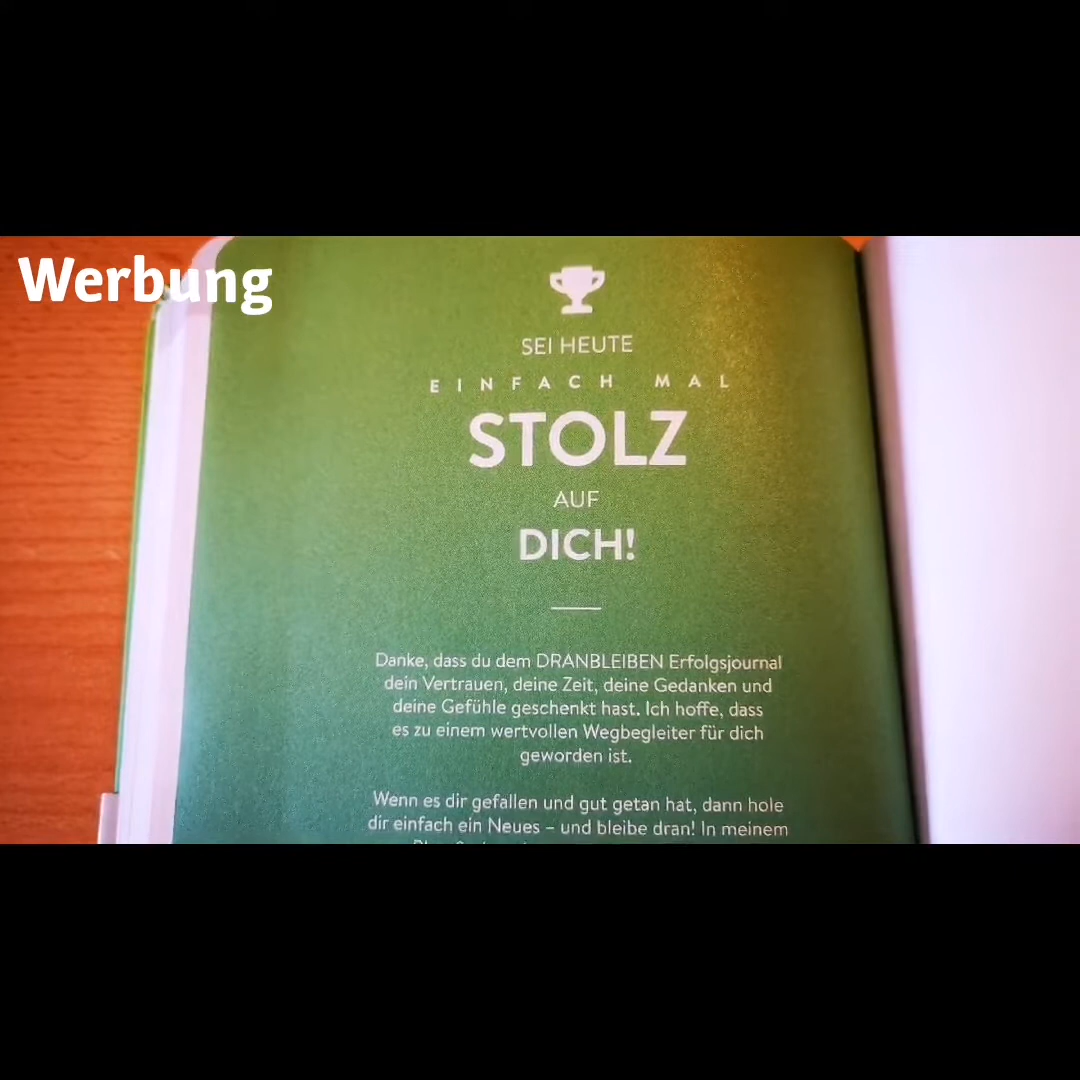 Werbung
SEI HEUTE
EINFACH MAL
STOLZ
AUF
DICH!
Danke, dass du dem DRANBLEIBEN Erfolgsjournal
dein Vertrauen, deine Zeit, deine Gedanken und
deine Gefühle geschenkt hast. Ich hoffe, dass
es zu einem wertvollen Wegbegleiter für dich
geworden ist.
Wenn es dir gefallen und gut getan hat, dann hole
dir einfach ein Neues – und bleibe dran! In meinem